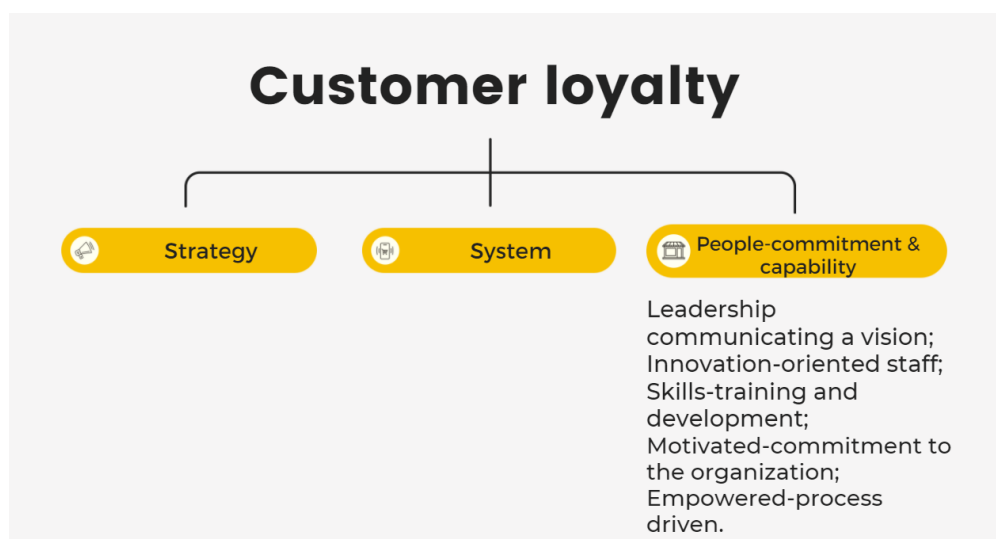 Customer loyalty
Strategy
System
People-commitment &
capability
Leadership
communicating a vision;
Innovation-oriented staff;
Skills-training and
development;
Motivated-commitment to
the organization;
Empowered-process
driven.